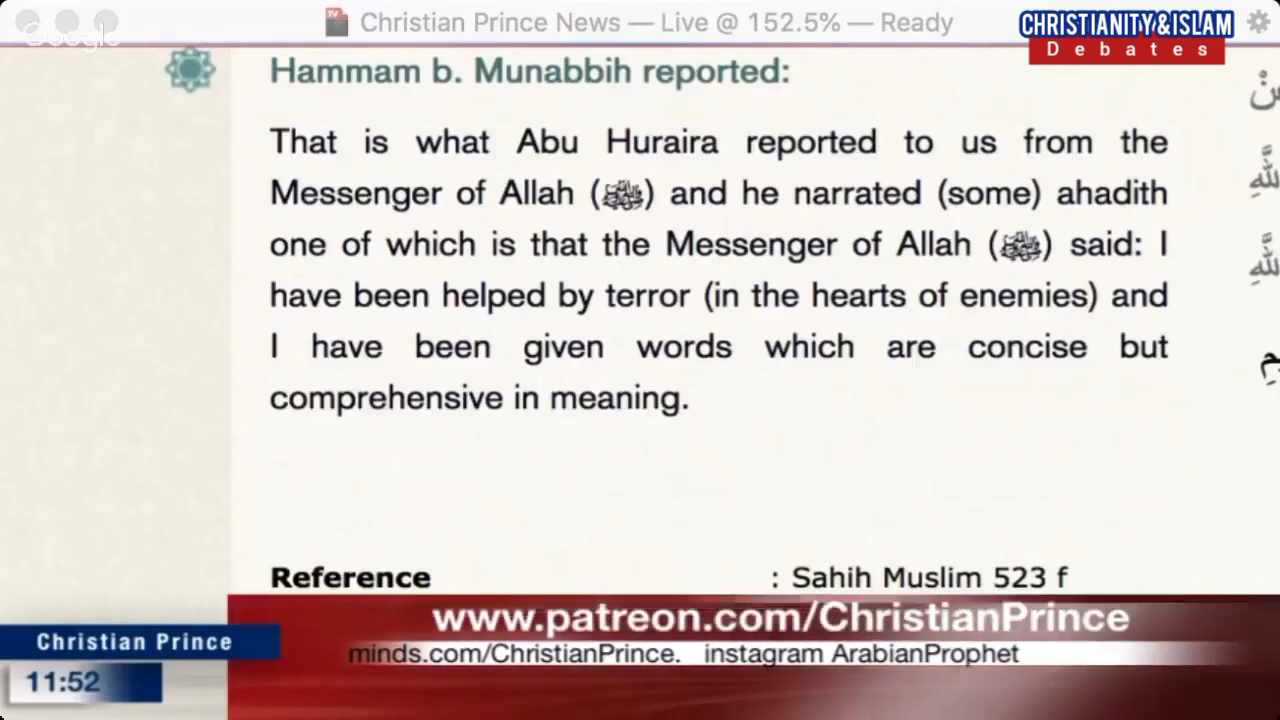 Christian Prince News — Live @ 152.5% — Ready
Google
CHRISTIANITY&ISLAM
Debates
Hammam b. Munabbih reported:
That is what Abu Huraira reported to us from the
Messenger of Allah (ﷺ) and he narrated (some) ahadith
one of which is that the Messenger of Allah (ﷺ) said: I
have been helped by terror (in the hearts of enemies) and
I have been given words which are concise but
comprehensive in meaning.
Reference : Sahih Muslim 523 f
www.patreon.com/ChristianPrince
Christian Prince
minds.com/ChristianPrince. instagram ArabianProphet
11:52